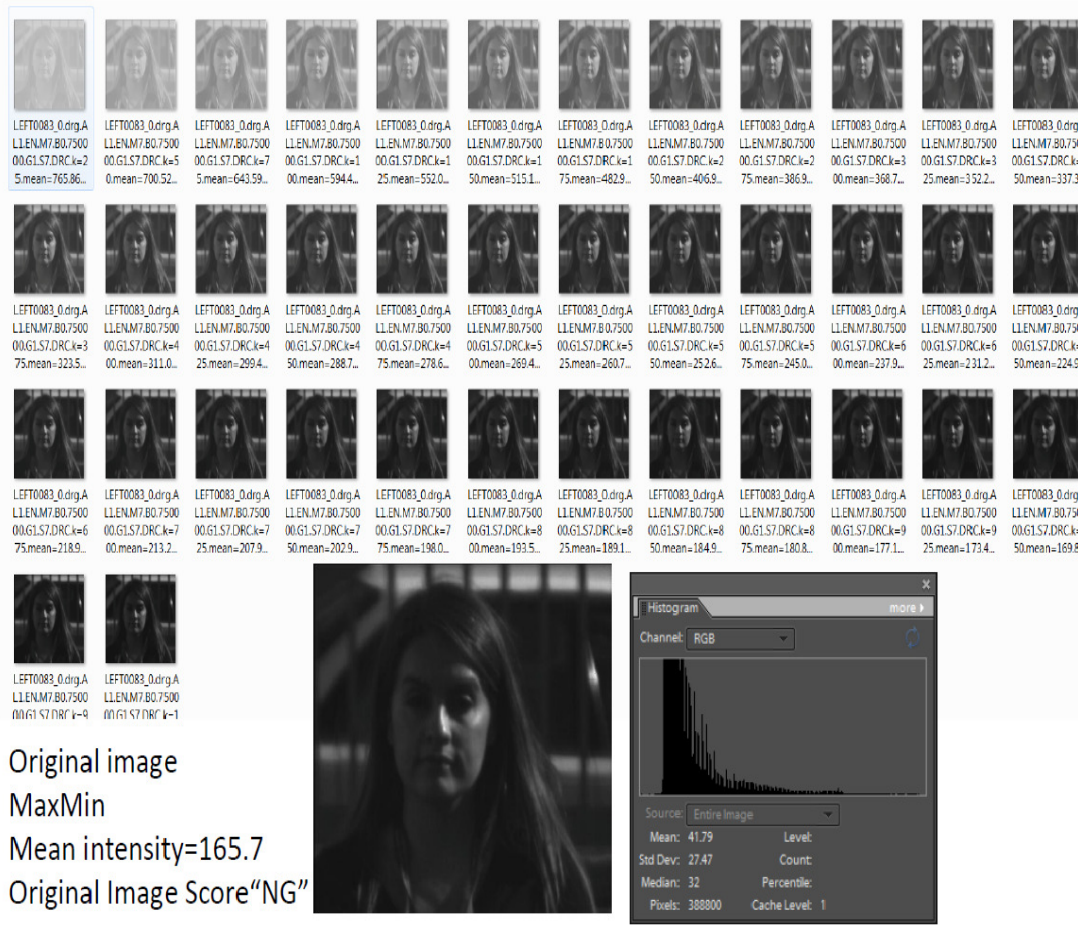 LEFT0083_0.drg.A
L1.EN.M7.B0.7500
00.G1.S7.DRC.k=2
5.mean=765.86...
LEFT0083_0.drg.A
L1.EN.M7.B0.7500
00.G1.S7.DRC.k=5
0.mean=700.52...
LEFT0083_0.drg.A
L1.EN.M7.B0.7500
00.G1.S7.DRC.k=7
5.mean=643.59...
LEFT0083_0.drg.A
L1.EN.M7.B0.7500
00.G1.S7.DRC.k=1
00.mean=594.4...
LEFT0083_0.drg.A
L1.EN.M7.B0.7500
00.G1.S7.DRC.k=1
25.mean=552.0...
LEFT0083_0.drg.A
L1.EN.M7.B0.7500
00.G1.S7.DRC.k=1
50.mean=515.1...
LEFT0083_0.drg.A
L1.EN.M7.B0.7500
00.G1.S7.DRC.k=1
75.mean=482.9...
LEFT0083_0.drg.A
L1.EN.M7.B0.7500
00.G1.S7.DRC.k=2
50.mean=406.9...
LEFT0083_0.drg.A
L1.EN.M7.B0.7500
00.G1.S7.DRC.k=2
75.mean=386.9...
LEFT0083_0.drg.A
L1.EN.M7.B0.7500
00.G1.S7.DRC.k=3
00.mean=368.7...
LEFT0083_0.drg.A
L1.EN.M7.B0.7500
00.G1.S7.DRC.k=3
25.mean=352.2...
LEFT0083_0.drg
L1.EN.M7.B0.750
00.G1.S7.DRC.k=
50.mean=337.3
LEFT0083_0.drg.A
L1.EN.M7.B0.7500
00.G1.S7.DRC.k=3
75.mean=323.5...
LEFT0083_0.drg.A
L1.EN.M7.B0.7500
00.G1.S7.DRC.k=4
00.mean=311.0...
LEFT0083_0.drg.A
L1.EN.M7.B0.7500
00.G1.S7.DRC.k=4
25.mean=299.4...
LEFT0083_0.drg.A
L1.EN.M7.B0.7500
00.G1.S7.DRC.k=4
50.mean=288.7...
LEFT0083_0.drg.A
L1.EN.M7.B0.7500
00.G1.S7.DRC.k=4
75.mean=278.6...
LEFT0083_0.drg.A
L1.EN.M7.B0.7500
00.G1.S7.DRC.k=5
00.mean=269.4...
LEFT0083_0.drg.A
L1.EN.M7.B0.7500
00.G1.S7.DRC.k=5
25.mean=260.7...
LEFT0083_0.drg.A
L1.EN.M7.B0.7500
00.G1.S7.DRC.k=5
50.mean=252.6...
LEFT0083_0.drg.A
L1.EN.M7.B0.7500
00.G1.S7.DRC.k=5
75.mean=245.0...
LEFT0083_0.drg.A
L1.EN.M7.B0.7500
00.G1.S7.DRC.k=6
00.mean=237.9...
LEFT0083_0.drg.A
L1.EN.M7.B0.7500
00.G1.S7.DRC.k=6
25.mean=231.2...
LEFT0083_0.drg
L1.EN.M7.B0.750
00.G1.S7.DRC.k=
50.mean=224.9
LEFT0083_0.drg.A
L1.EN.M7.B0.7500
00.G1.S7.DRC.k=6
75.mean=218.9...
LEFT0083_0.drg.A
L1.EN.M7.B0.7500
00.G1.S7.DRC.k=7
00.mean=213.2...
LEFT0083_0.drg.A
L1.EN.M7.B0.7500
00.G1.S7.DRC.k=7
25.mean=207.9...
LEFT0083_0.drg.A
L1.EN.M7.B0.7500
00.G1.S7.DRC.k=7
50.mean=202.9...
LEFT0083_0.drg.A
L1.EN.M7.B0.7500
00.G1.S7.DRC.k=7
75.mean=198.0...
LEFT0083_0.drg.A
L1.EN.M7.B0.7500
00.G1.S7.DRC.k=8
00.mean=193.5...
LEFT0083_0.drg.A
L1.EN.M7.B0.7500
00.G1.S7.DRC.k=8
25.mean=189.1...
LEFT0083_0.drg.A
L1.EN.M7.B0.7500
00.G1.S7.DRC.k=8
50.mean=184.9...
LEFT0083_0.drg.A
L1.EN.M7.B0.7500
00.G1.S7.DRC.k=8
75.mean=180.8...
LEFT0083_0.drg.A
L1.EN.M7.B0.7500
00.G1.S7.DRC.k=9
00.mean=177.1...
LEFT0083_0.drg.A
L1.EN.M7.B0.7500
00.G1.S7.DRC.k=9
25.mean=173.4...
LEFT0083_0.drg
L1.EN.M7.B0.750
00.G1.S7.DRC.k=
50.mean=169.8
LEFT0083_0.drg.A
L1.EN.M7.B0.7500
00.G1.S7.DRC.k=9
LEFT0083_0.drg.A
L1.EN.M7.B0.7500
00.G1.S7.DRC.k=1
Original image
MaxMin
Mean intensity=165.7
Original Image Score“NG”
Histogram
more
Channel: RGB
Source: Entire Image
Mean: 41.79 Level:
Std Dev: 27.47 Count:
Median: 32 Percentile:
Pixels: 388800 Cache Level: 1